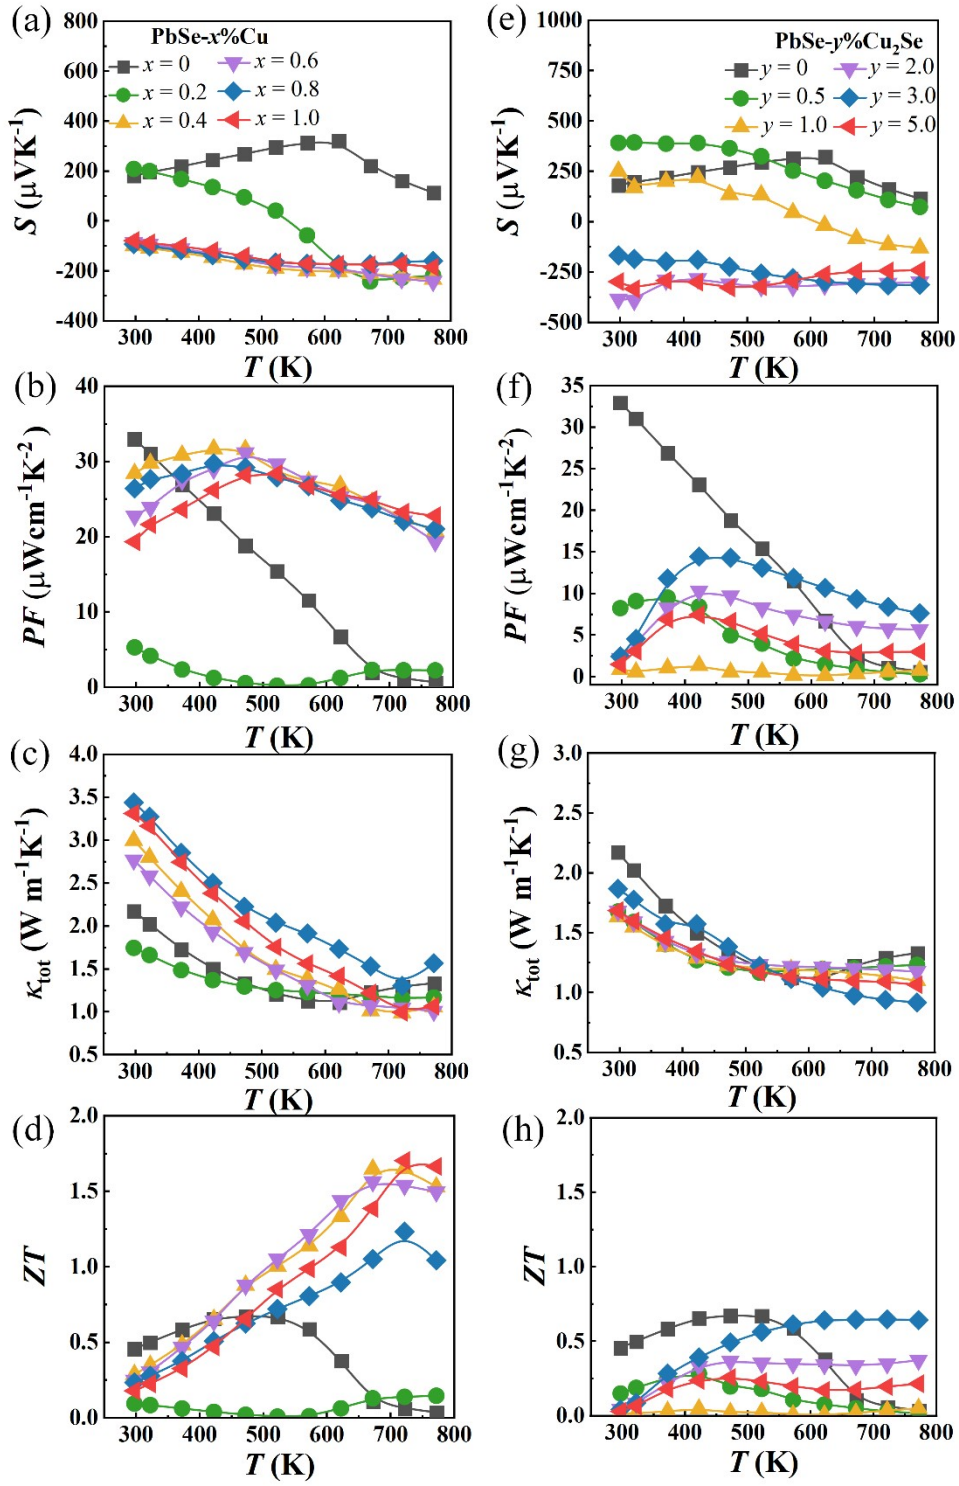 (a)
800
600
400
200
0
-200
-400
S (μVK⁻¹)
PbSe-x%Cu
x = 0
x = 0.6
x = 0.2
x = 0.8
x = 0.4
x = 1.0
300 400 500 600 700 800
T (K)
(e)
1000
750
500
250
0
-250
-500
S (μVK⁻¹)
PbSe-y%Cu₂Se
y = 0
y = 2.0
y = 0.5
y = 3.0
y = 1.0
y = 5.0
300 400 500 600 700 800
T (K)
(b)
40
30
20
10
0
PF (μWcm⁻¹K⁻²)
300 400 500 600 700 800
T (K)
(f)
35
30
25
20
15
10
5
0
PF (μWcm⁻¹K⁻²)
300 400 500 600 700 800
T (K)
(c)
4.0
3.5
3.0
2.5
2.0
1.5
1.0
0.5
κtot (W m⁻¹K⁻¹)
300 400 500 600 700 800
T (K)
(g)
3.0
2.5
2.0
1.5
1.0
0.5
κtot (W m⁻¹K⁻¹)
300 400 500 600 700 800
T (K)
(d)
2.0
1.5
1.0
0.5
0.0
ZT
300 400 500 600 700 800
T (K)
(h)
2.0
1.5
1.0
0.5
0.0
ZT
300 400 500 600 700 800
T (K)